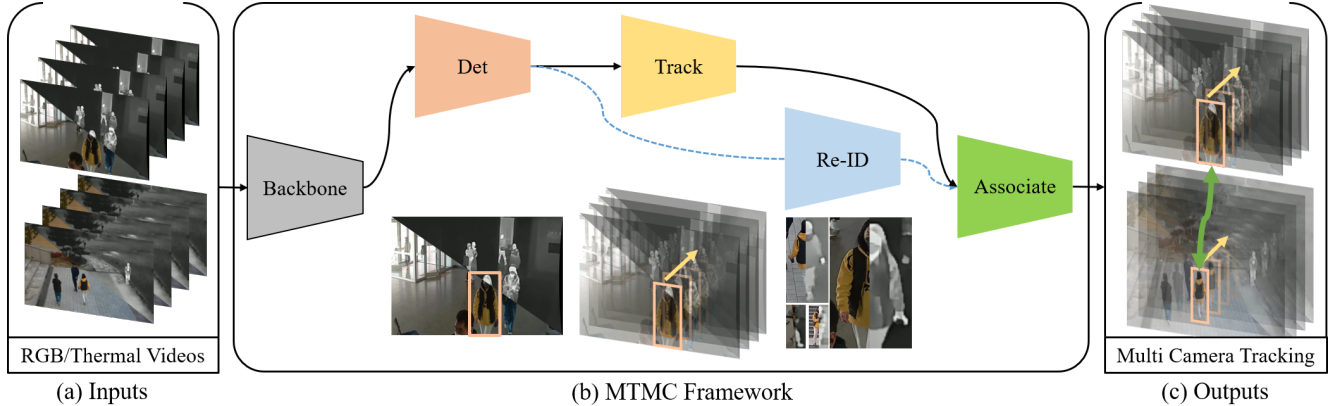 Det
Track
Re-ID
Backbone
Associate
RGB/Thermal Videos
Multi Camera Tracking
(a) Inputs
(b) MTMC Framework
(c) Outputs